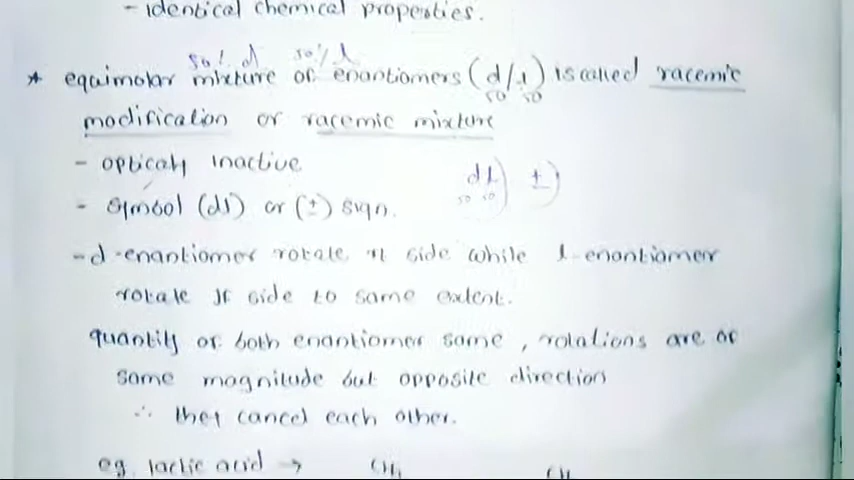 - identical chemical properties.
50% d 50% l
* equimolar mixture of enantiomers (d/l) is called racemic
50 50
modification or racemic mixture
- optically inactive
dl) ±)
50 50
- symbol (dl) or (±) sign.
- d-enantiomer rotate rt side while l-enantiomer
rotate lf side to same extent.
quantity of both enantiomer same, rotations are of
same magnitude but opposite direction
∴ they cancel each other.
eg. lactic acid →